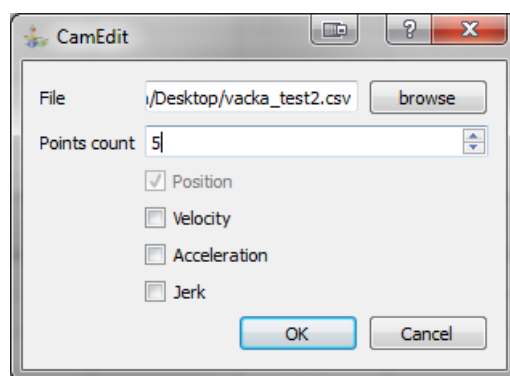 CamEdit
File /Desktop/vacka_test2.csv browse
Points count 5
Position
Velocity
Acceleration
Jerk
OK Cancel